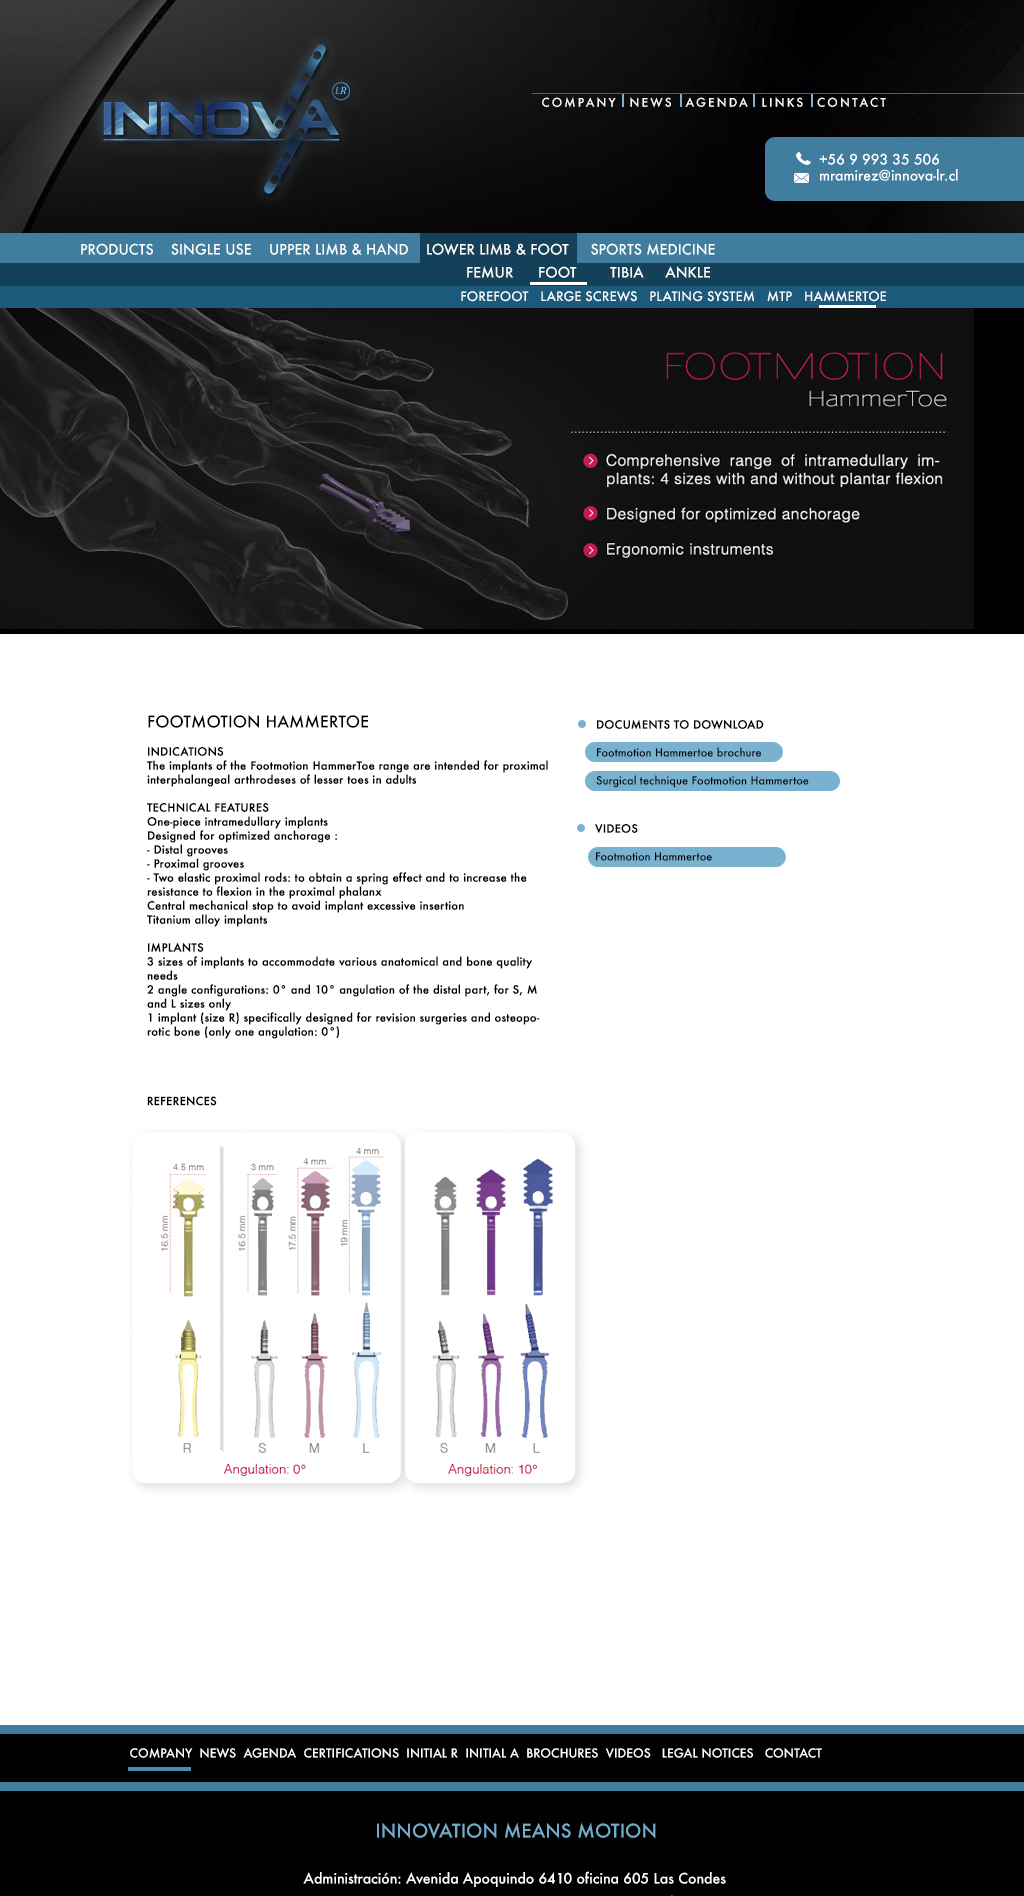 INNOVA LR
COMPANY NEWS AGENDA LINKS CONTACT
+56 9 993 35 506
mramirez@innova-lr.cl
PRODUCTS SINGLE USE UPPER LIMB & HAND LOWER LIMB & FOOT SPORTS MEDICINE
FEMUR FOOT TIBIA ANKLE
FOREFOOT LARGE SCREWS PLATING SYSTEM MTP HAMMERTOE
FOOTMOTION
HammerToe
Comprehensive range of intramedullary im-
plants: 4 sizes with and without plantar flexion
Designed for optimized anchorage
Ergonomic instruments
FOOTMOTION HAMMERTOE
INDICATIONS
The implants of the Footmotion HammerToe range are intended for proximal
interphalangeal arthrodeses of lesser toes in adults
TECHNICAL FEATURES
One-piece intramedullary implants
Designed for optimized anchorage :
- Distal grooves
- Proximal grooves
- Two elastic proximal rods: to obtain a spring effect and to increase the
resistance to flexion in the proximal phalanx
Central mechanical stop to avoid implant excessive insertion
Titanium alloy implants
IMPLANTS
3 sizes of implants to accommodate various anatomical and bone quality
needs
2 angle configurations: 0° and 10° angulation of the distal part, for S, M
and L sizes only
1 implant (size R) specifically designed for revision surgeries and osteopo-
rotic bone (only one angulation: 0°)
DOCUMENTS TO DOWNLOAD
Footmotion Hammertoe brochure
Surgical technique Footmotion Hammertoe
VIDEOS
Footmotion Hammertoe
REFERENCES
4.5 mm 3 mm 4 mm 4 mm
16.5 mm 16.5 mm 17.5 mm 19 mm
R S M L S M L
Angulation: 0° Angulation: 10°
COMPANY NEWS AGENDA CERTIFICATIONS INITIAL R INITIAL A BROCHURES VIDEOS LEGAL NOTICES CONTACT
INNOVATION MEANS MOTION
Administración: Avenida Apoquindo 6410 oficina 605 Las Condes